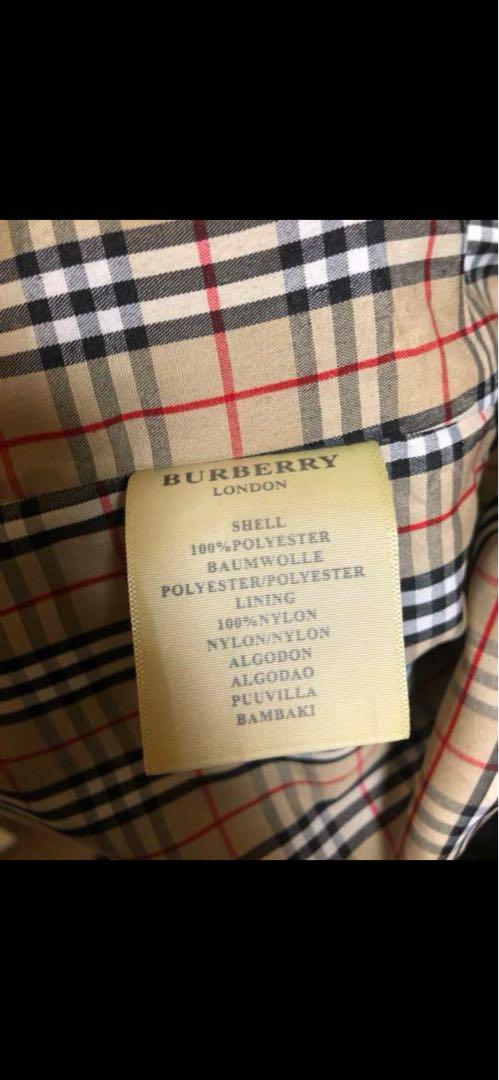 BURBERRY
LONDON
SHELL
100%POLYESTER
BAUMWOLLE
POLYESTER/POLYESTER
LINING
100%NYLON
NYLON/NYLON
ALGODON
ALGODAO
PUUVILLA
BAMBAKI